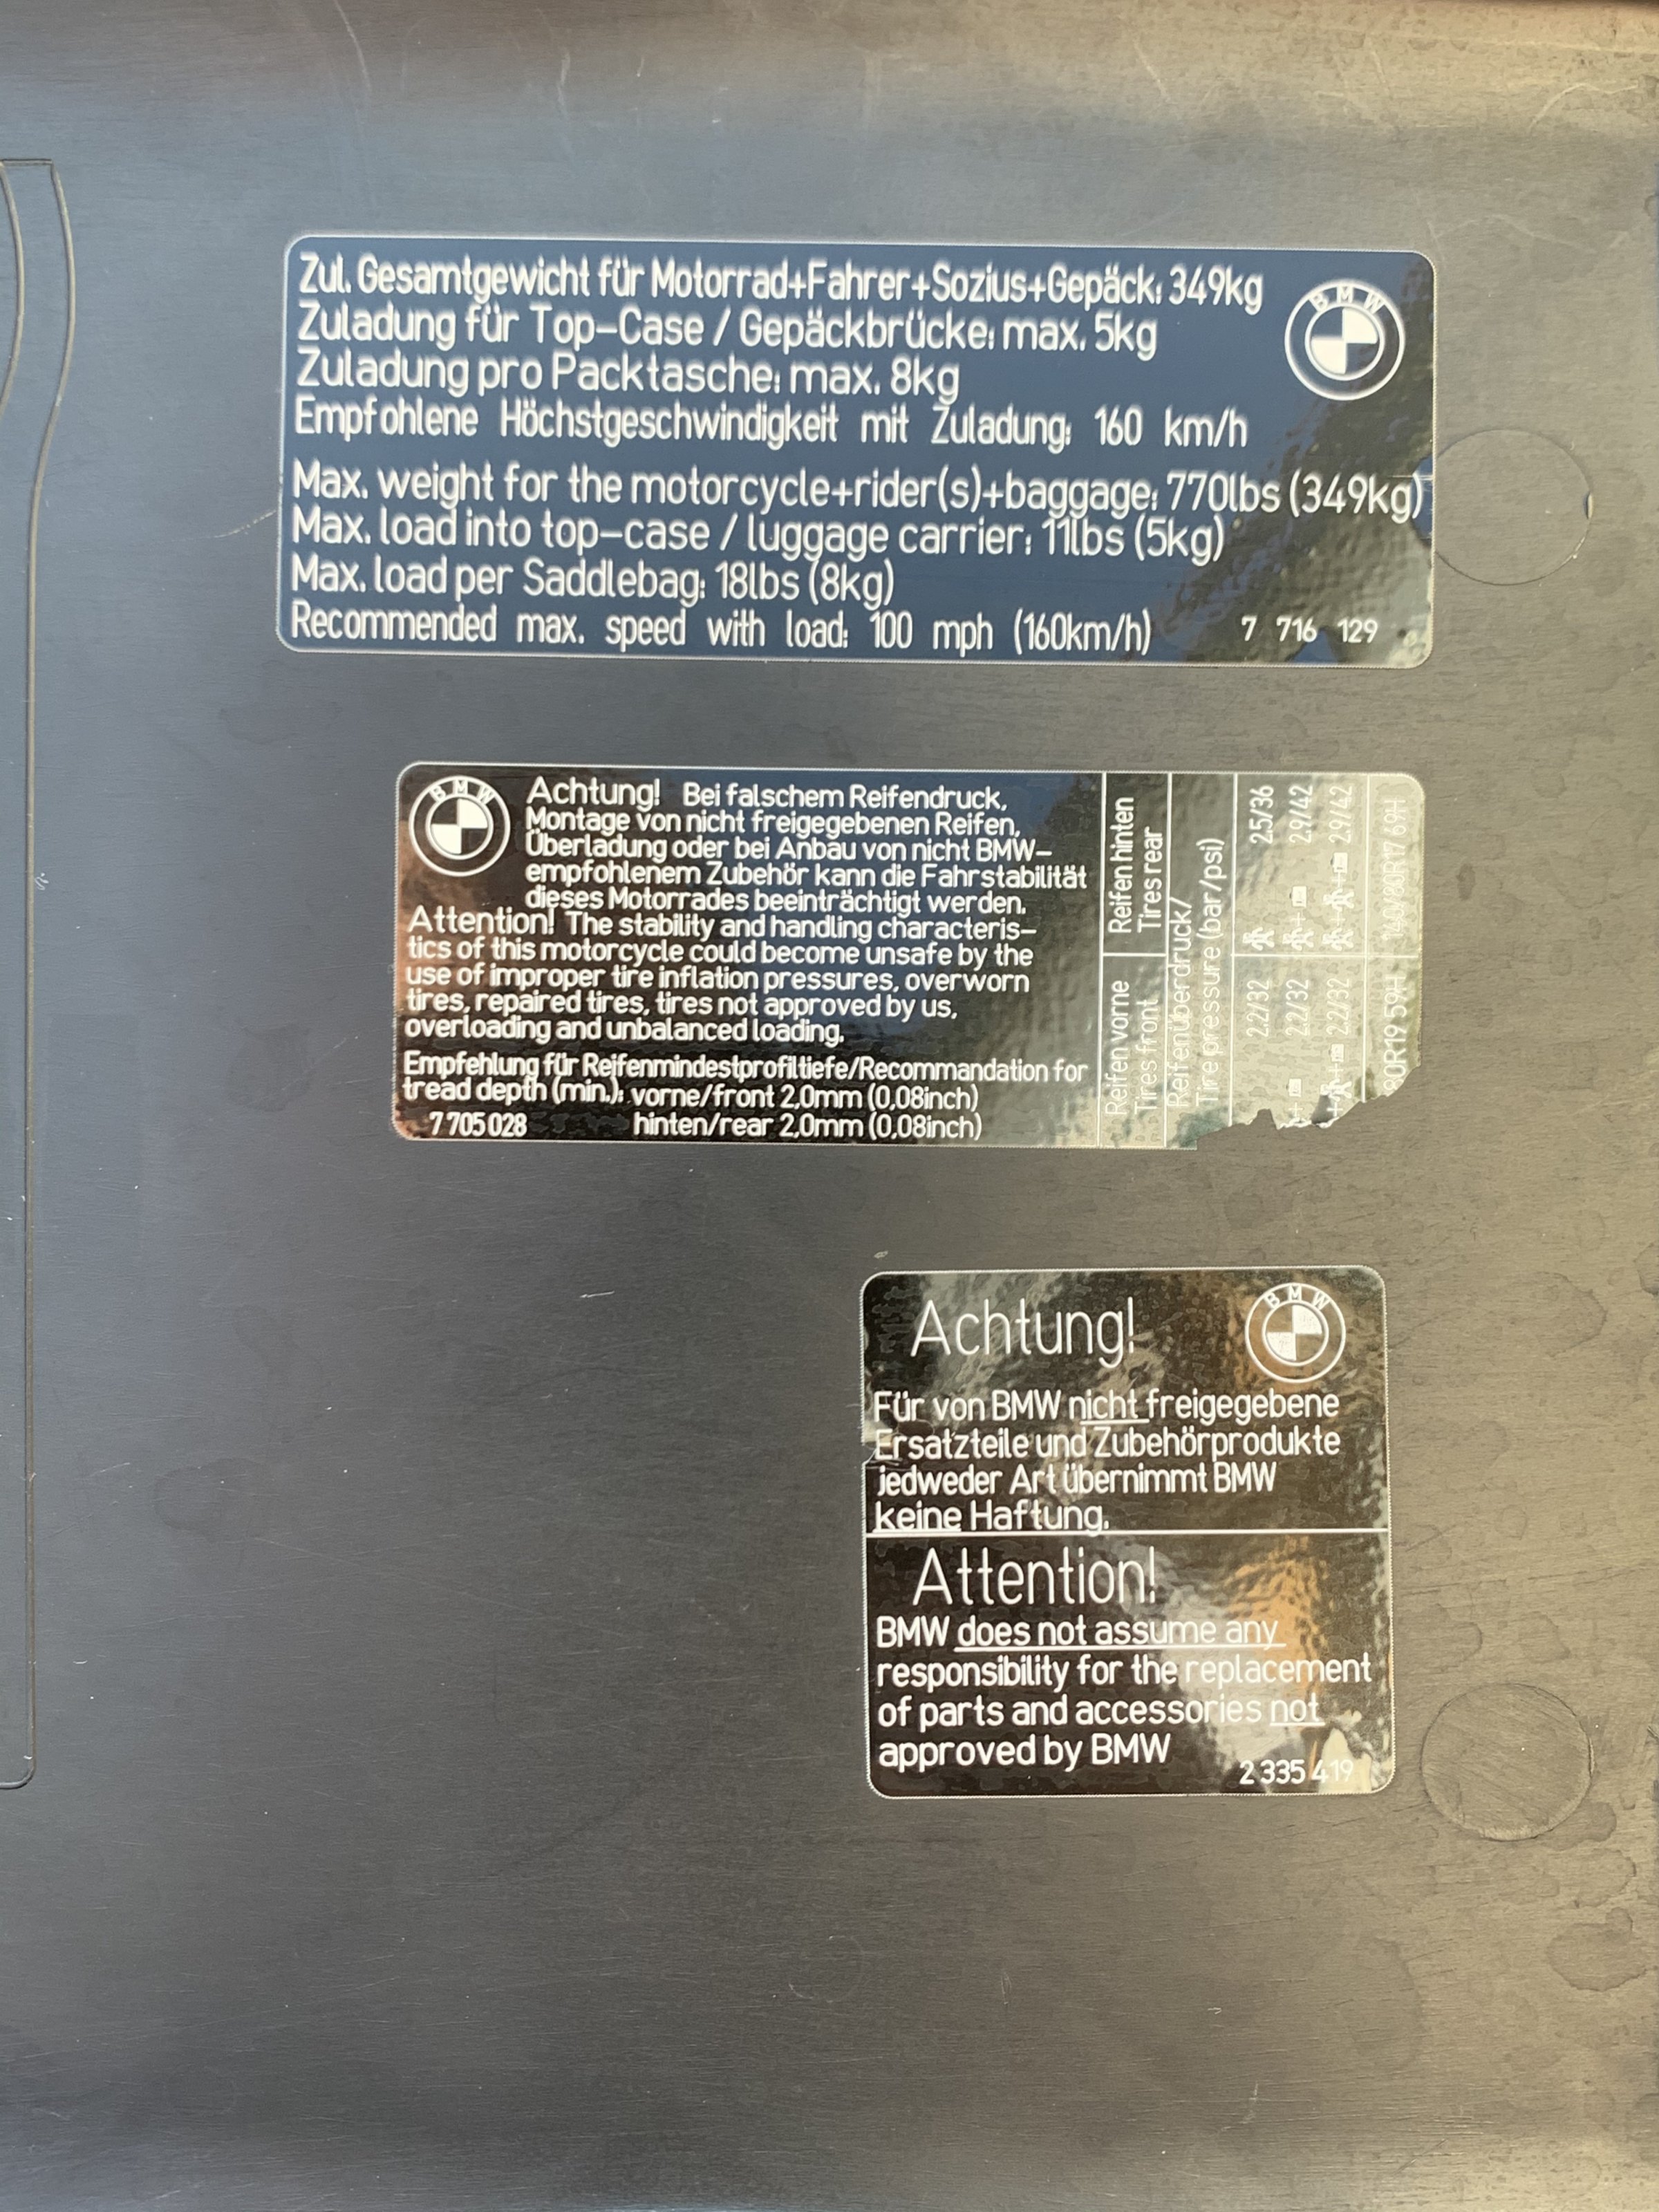 Zul. Gesamtgewicht für Motorrad+Fahrer+Sozius+Gepäck: 349kg
Zuladung für Top-Case / Gepäckbrücke: max. 5kg
Zuladung pro Packtasche: max. 8kg
Empfohlene Höchstgeschwindigkeit mit Zuladung: 160 km/h
BMW
Max. weight for the motorcycle+rider(s)+baggage: 770lbs (349kg)
Max. load into top-case / luggage carrier: 11lbs (5kg)
Max. load per Saddlebag: 18lbs (8kg)
Recommended max. speed with load: 100 mph (160km/h)
7 716 129
BMW
Achtung! Bei falschem Reifendruck,
Montage von nicht freigegebenen Reifen,
Überladung oder bei Anbau von nicht BMW-
empfohlenem Zubehör kann die Fahrstabilität
dieses Motorrades beeinträchtigt werden.
Attention! The stability and handling characteris-
tics of this motorcycle could become unsafe by the
use of improper tire inflation pressures, overworn
tires, repaired tires, tires not approved by us,
overloading and unbalanced loading.
Empfehlung für Reifenmindestprofiltiefe/Recommandation for
tread depth (min.): vorne/front 2,0mm (0,08inch)
7 705 028 hinten/rear 2,0mm (0,08inch)
Reifen vorne
Tires front
Reifen hinten
Tires rear
Reifenüberdruck/
Tire pressure (bar/psi)
2.2/32 2.5/36
+ 2.2/32 + 2.9/42
+ + 2.2/32 + + 2.9/42
80R19 59H 140/80R17 69H
Achtung!
BMW
Für von BMW nicht freigegebene
Ersatzteile und Zubehörprodukte
jedweder Art übernimmt BMW
keine Haftung.
Attention!
BMW does not assume any
responsibility for the replacement
of parts and accessories not
approved by BMW
2 335 419